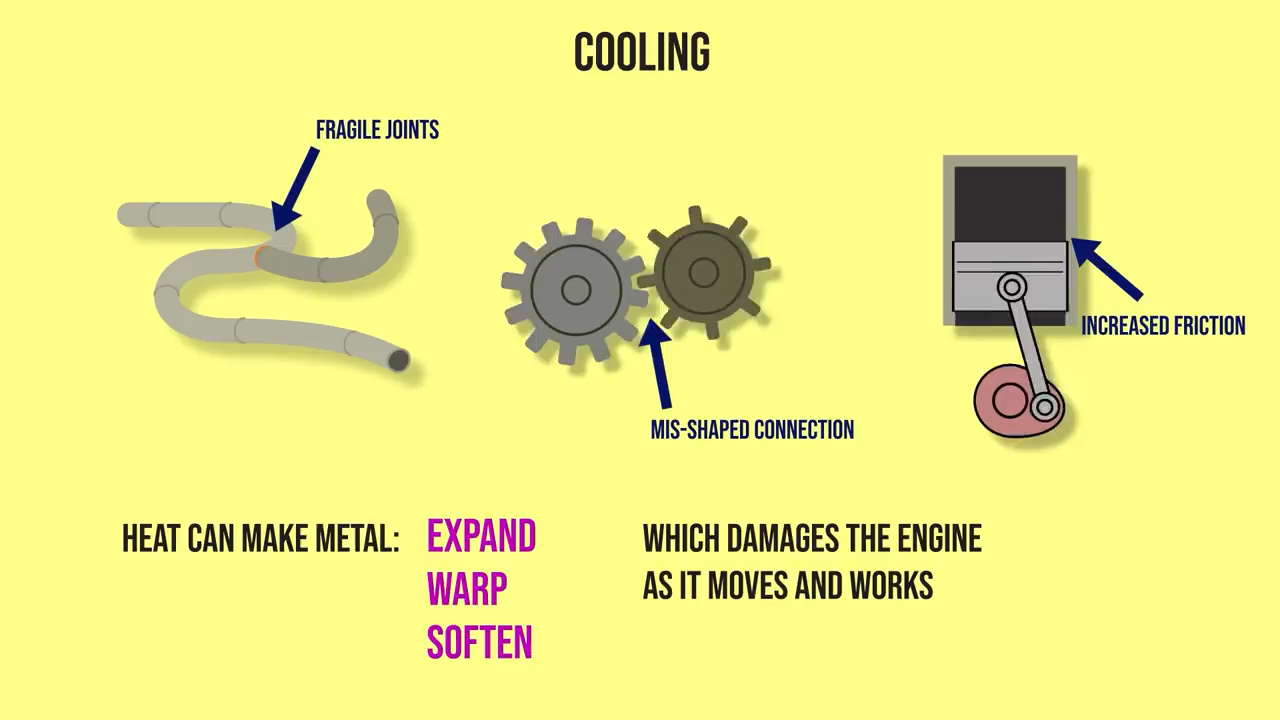 COOLING
FRAGILE JOINTS
INCREASED FRICTION
MIS-SHAPED CONNECTION
HEAT CAN MAKE METAL:
EXPAND
WARP
SOFTEN
WHICH DAMAGES THE ENGINE
AS IT MOVES AND WORKS